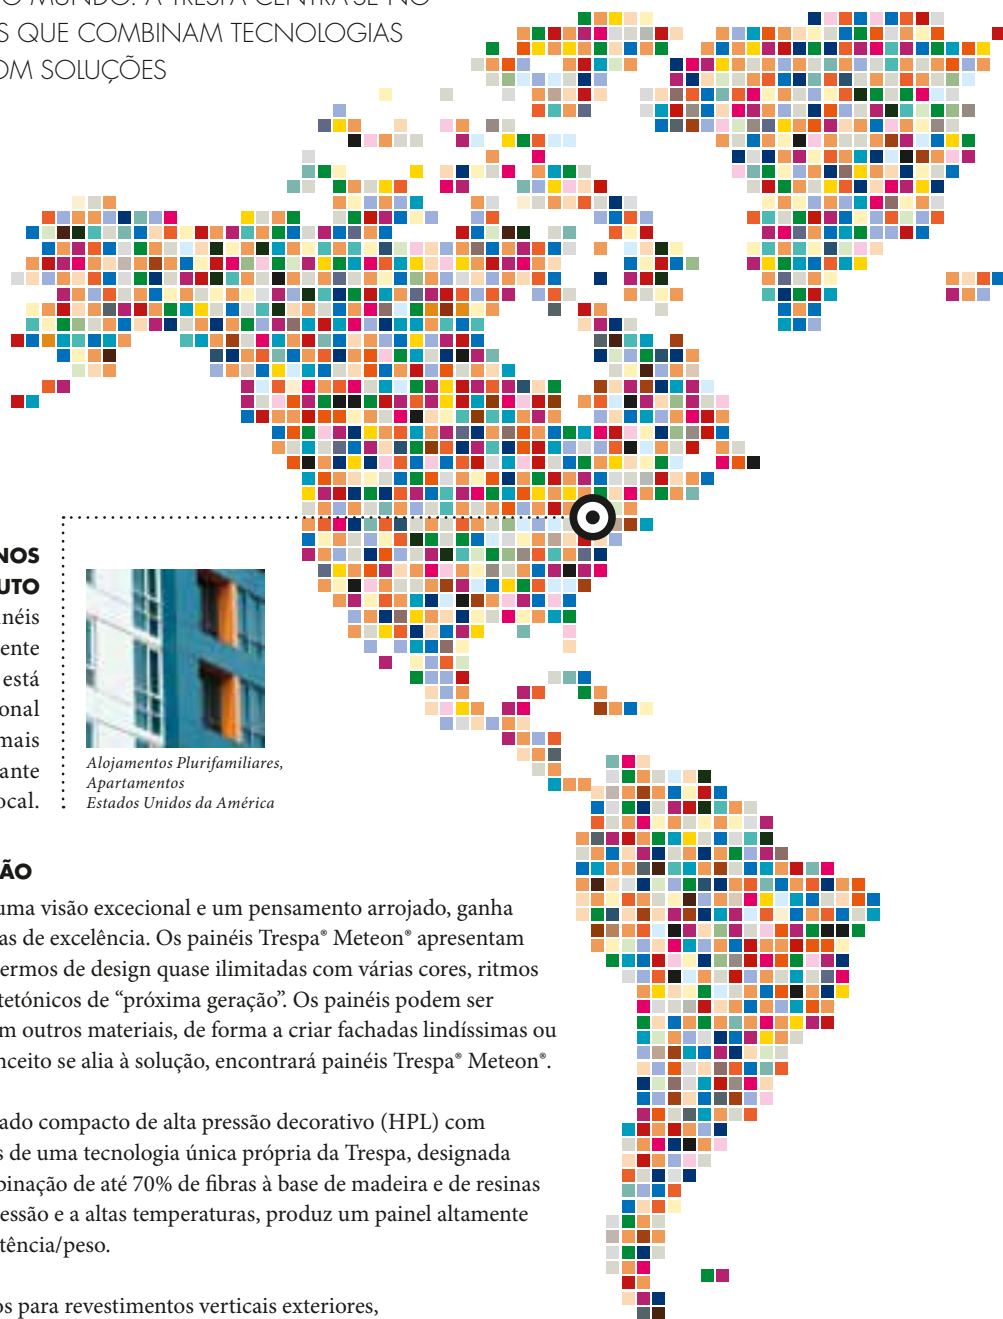 O MUNDO. A TRESPA CENTRA-SE NO
S QUE COMBINAM TECNOLOGIAS
OM SOLUÇÕES
NOS
UTO
néis
ente
está
onal
mais
ante
ocal.
Alojamentos Plurifamiliares,
Apartamentos
Estados Unidos da América
ÃO
uma visão excecional e um pensamento arrojado, ganha
as de excelência. Os painéis Trespa® Meteon® apresentam
ermos de design quase ilimitadas com várias cores, ritmos
tetónicos de “próxima geração”. Os painéis podem ser
m outros materiais, de forma a criar fachadas lindíssimas ou
nceito se alia à solução, encontrará painéis Trespa® Meteon®.
ado compacto de alta pressão decorativo (HPL) com
s de uma tecnologia única própria da Trespa, designada
binação de até 70% de fibras à base de madeira e de resinas
essão e a altas temperaturas, produz um painel altamente
tência/peso.
os para revestimentos verticais exteriores,